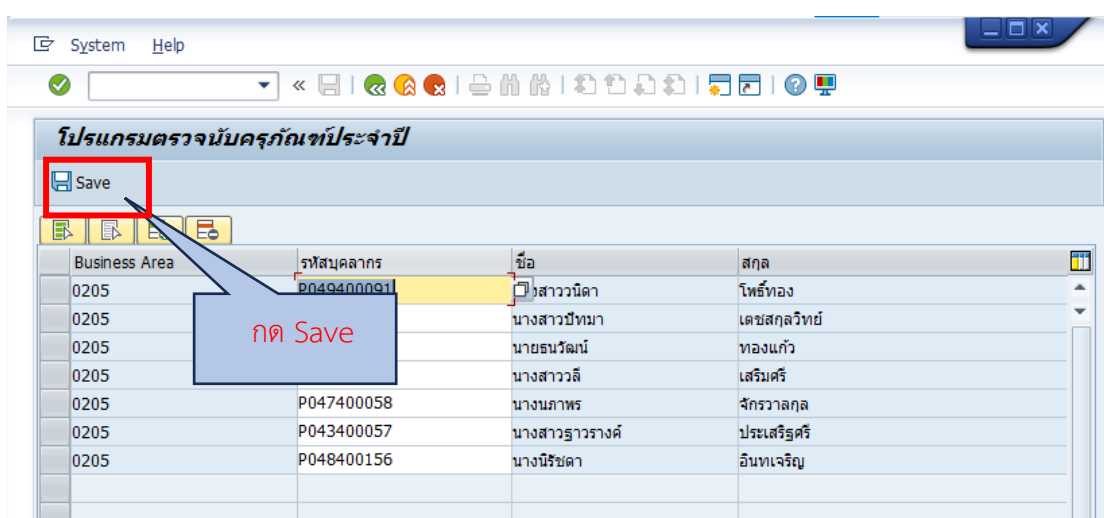 System Help
โปรแกรมตรวจนับครุภัณฑ์ประจำปี
Save
Business Area รหัสบุคลากร ชื่อ สกุล
0205 P049400091 งสาววนิดา โพธิ์ทอง
0205 นางสาวปัทมา เตชสกุลวิทย์
0205 นายธนวัฒน์ ทองแก้ว
0205 นางสาววลี เสริมศรี
0205 P047400058 นางนภาพร จักรวาลกุล
0205 P043400057 นางสาวฐาวรางค์ ประเสริฐศรี
0205 P048400156 นางนิรัชดา อินทเจริญ
กด Save